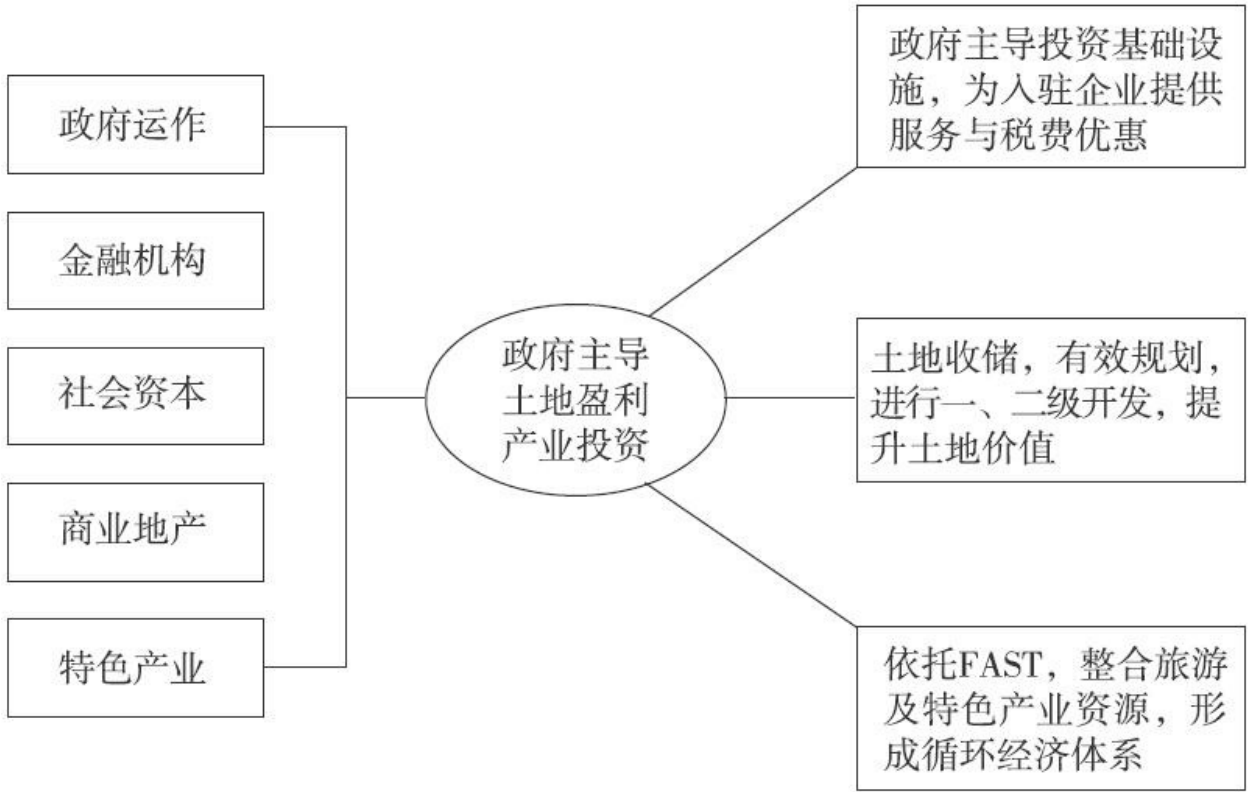 政府运作
金融机构
社会资本
商业地产
特色产业
政府主导
土地盈利
产业投资
政府主导投资基础设
施，为入驻企业提供
服务与税费优惠
土地收储，有效规划，
进行一、二级开发，提
升土地价值
依托FAST，整合旅游
及特色产业资源，形
成循环经济体系